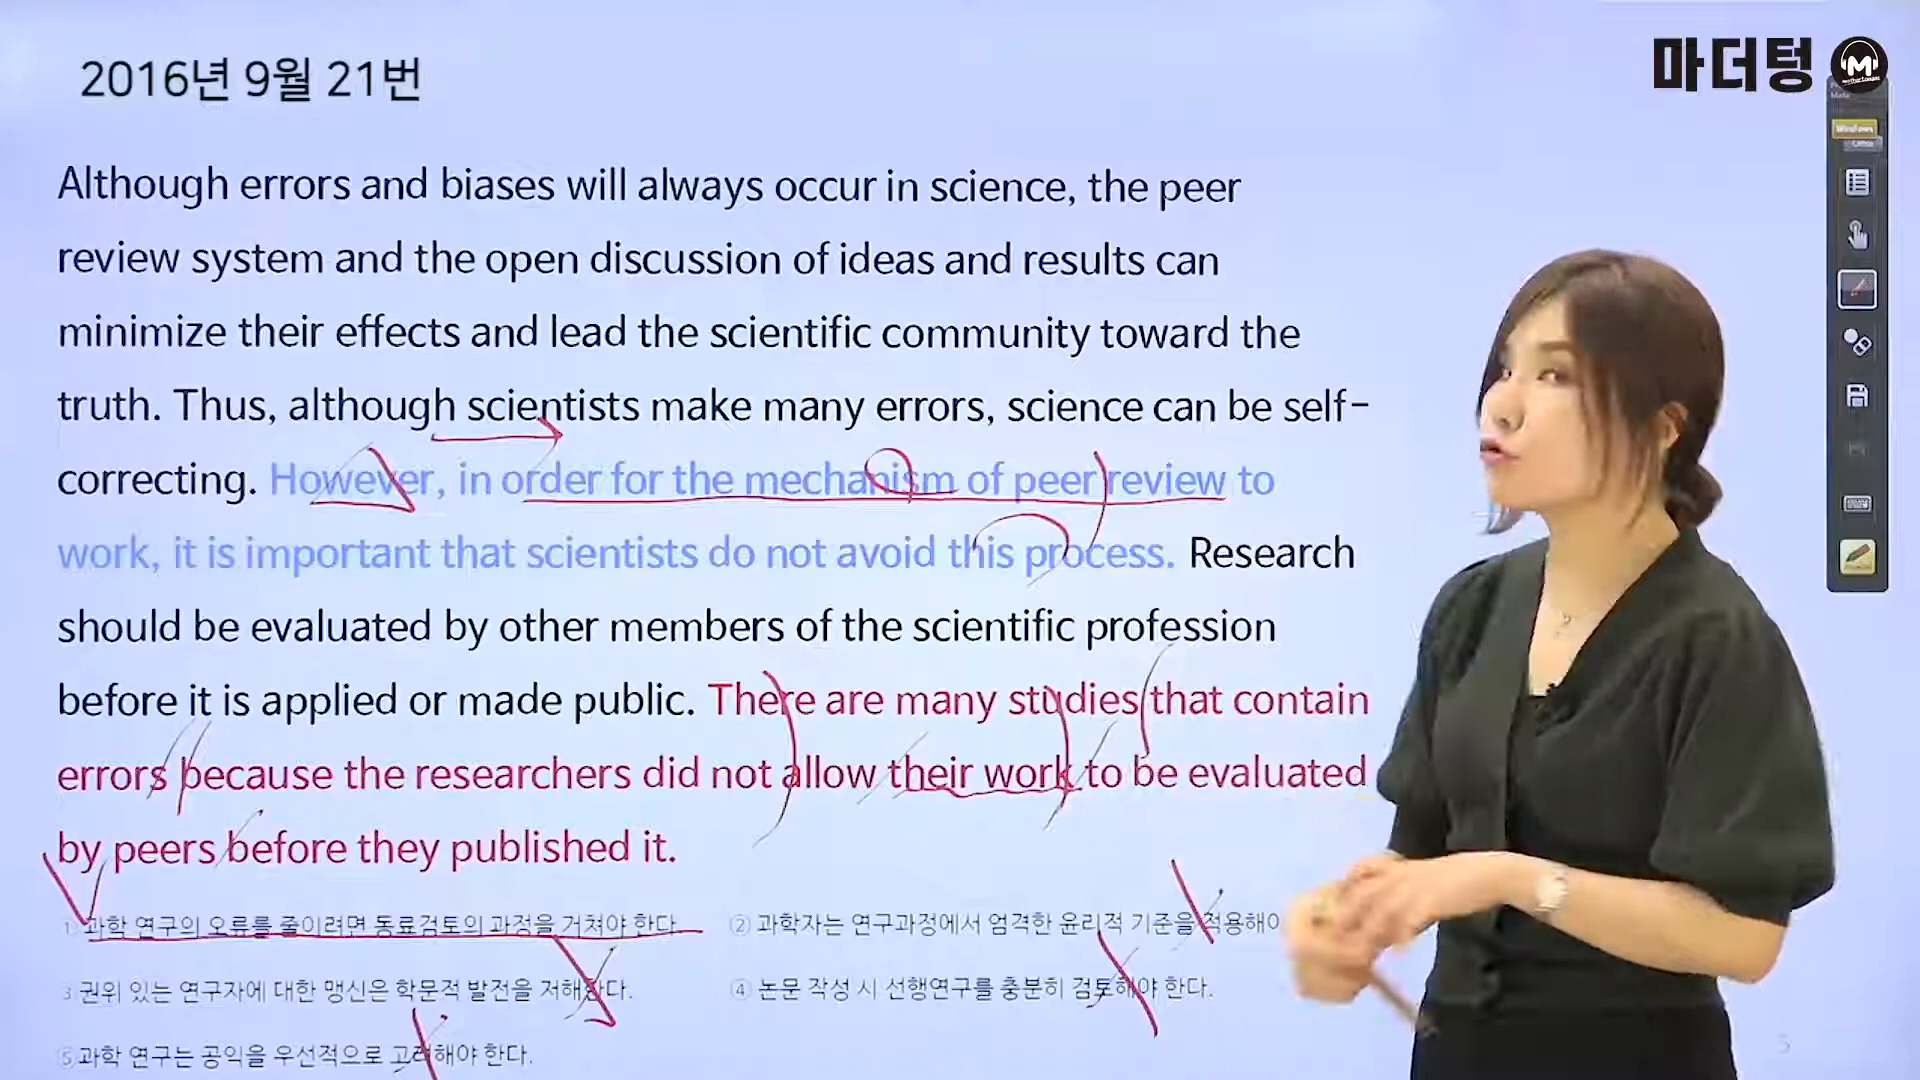 마더텅
2016년 9월 21번
Although errors and biases will always occur in science, the peer
review system and the open discussion of ideas and results can
minimize their effects and lead the scientific community toward the
truth. Thus, although scientists make many errors, science can be self-
correcting. However, in order for the mechanism of peer review to
work, it is important that scientists do not avoid this process. Research
should be evaluated by other members of the scientific profession
before it is applied or made public. There are many studies that contain
errors because the researchers did not allow their work to be evaluated
by peers before they published it.
① 과학 연구의 오류를 줄이려면 동료검토의 과정을 거쳐야 한다.
② 과학자는 연구과정에서 엄격한 윤리적 기준을 적용해야
③ 권위 있는 연구자에 대한 맹신은 학문적 발전을 저해한다.
④ 논문 작성 시 선행연구를 충분히 검토해야 한다.
⑤ 과학 연구는 공익을 우선적으로 고려해야 한다.
5